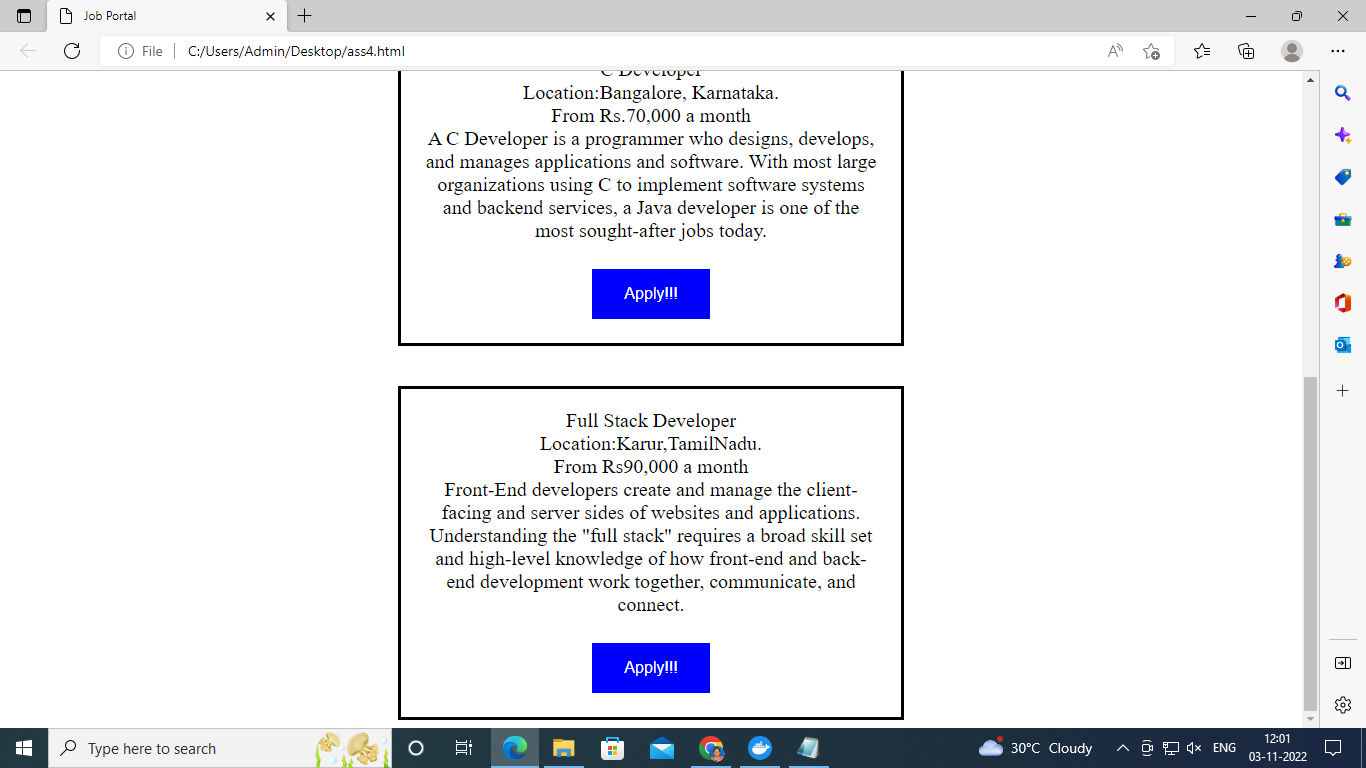 Job Portal
File
C:/Users/Admin/Desktop/ass4.html
C Developer
Location:Bangalore, Karnataka.
From Rs.70,000 a month
A C Developer is a programmer who designs, develops,
and manages applications and software. With most large
organizations using C to implement software systems
and backend services, a Java developer is one of the
most sought-after jobs today.
Apply!!!
Full Stack Developer
Location:Karur,TamilNadu.
From Rs90,000 a month
Front-End developers create and manage the client-
facing and server sides of websites and applications.
Understanding the "full stack" requires a broad skill set
and high-level knowledge of how front-end and back-
end development work together, communicate, and
connect.
Apply!!!
Type here to search
30°C Cloudy
ENG
12:01
03-11-2022